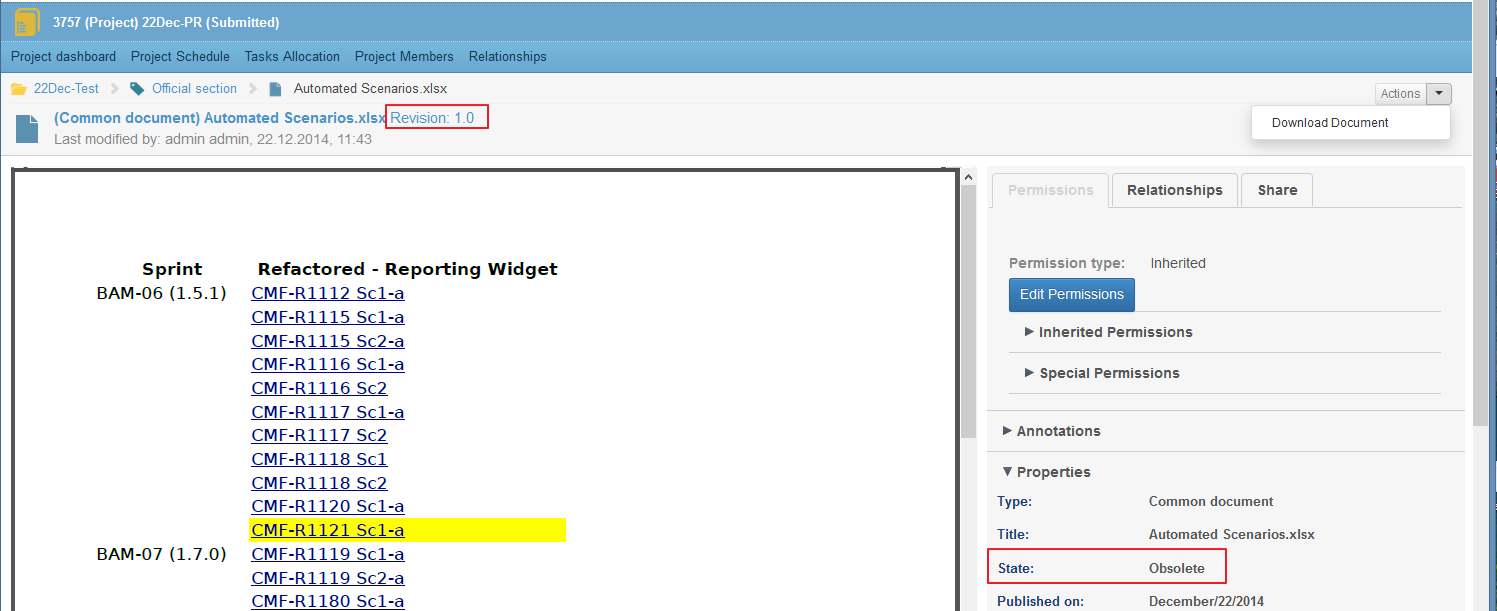 3757 (Project) 22Dec-PR (Submitted)
Project dashboard Project Schedule Tasks Allocation Project Members Relationships
22Dec-Test Official section Automated Scenarios.xlsx
Actions
Download Document
(Common document) Automated Scenarios.xlsx Revision: 1.0
Last modified by: admin admin, 22.12.2014, 11:43
Sprint Refactored - Reporting Widget
BAM-06 (1.5.1) CMF-R1112 Sc1-a
CMF-R1115 Sc1-a
CMF-R1115 Sc2-a
CMF-R1116 Sc1-a
CMF-R1116 Sc2
CMF-R1117 Sc1-a
CMF-R1117 Sc2
CMF-R1118 Sc1
CMF-R1118 Sc2
CMF-R1120 Sc1-a
CMF-R1121 Sc1-a
BAM-07 (1.7.0) CMF-R1119 Sc1-a
CMF-R1119 Sc2-a
CMF-R1180 Sc1-a
Permissions Relationships Share
Permission type: Inherited
Edit Permissions
Inherited Permissions
Special Permissions
Annotations
Properties
Type: Common document
Title: Automated Scenarios.xlsx
State: Obsolete
Published on: December/22/2014